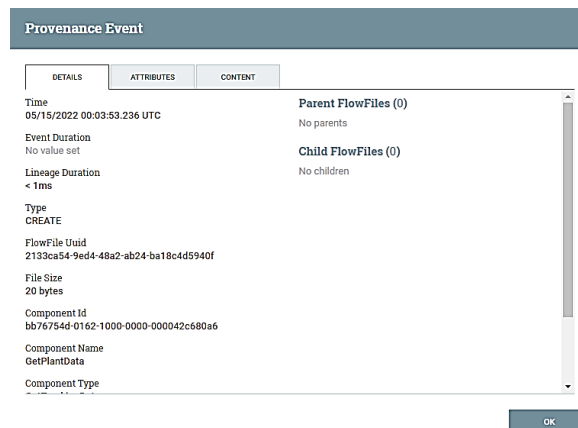 Provenance Event
DETAILS
ATTRIBUTES
CONTENT
Time
05/15/2022 00:03:53.236 UTC
Event Duration
No value set
Lineage Duration
< 1ms
Type
CREATE
FlowFile Uuid
2133ca54-9ed4-48a2-ab24-ba18c4d5940f
File Size
20 bytes
Component Id
bb76754d-0162-1000-0000-000042c680a6
Component Name
GetPlantData
Component Type
Parent FlowFiles (0)
No parents
Child FlowFiles (0)
No children
OK